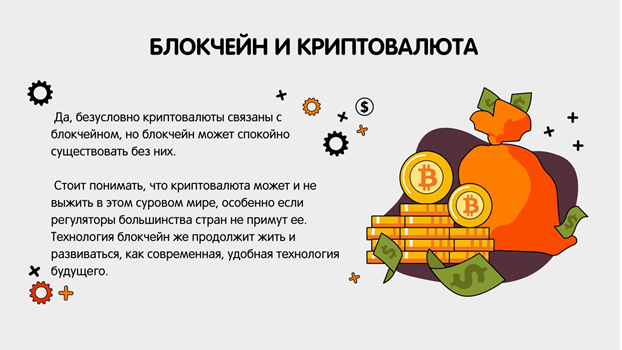 БЛОКЧЕЙН И КРИПТОВАЛЮТА
Да, безусловно криптовалюты связаны с
блокчейном, но блокчейн может спокойно
существовать без них.
Стоит понимать, что криптовалюта может и не
выжить в этом суровом мире, особенно если
регуляторы большинства стран не примут ее.
Технология блокчейн же продолжит жить и
развиваться, как современная, удобная технология
будущего.